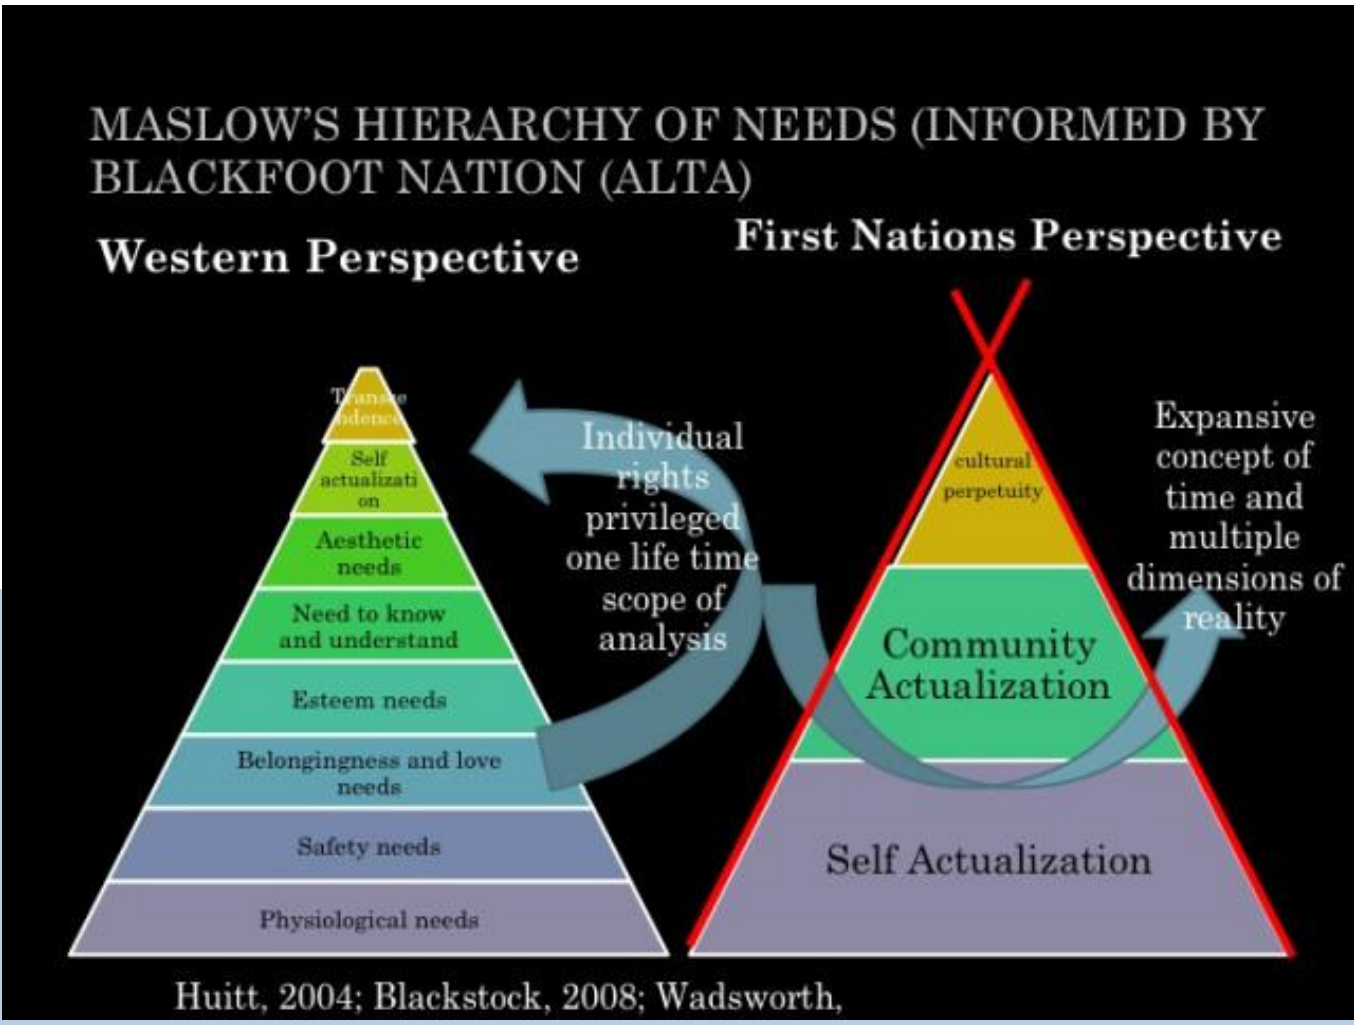 MASLOW'S HIERARCHY OF NEEDS (INFORMED BY
BLACKFOOT NATION (ALTA)
Western Perspective
First Nations Perspective
Transce
ndence
Self
actualizati
on
Aesthetic
needs
Need to know
and understand
Esteem needs
Belongingness and love
needs
Safety needs
Physiological needs
Individual
rights
privileged
one life time
scope of
analysis
cultural
perpetuity
Community
Actualization
Self Actualization
Expansive
concept of
time and
multiple
dimensions of
reality
Huitt, 2004; Blackstock, 2008; Wadsworth,